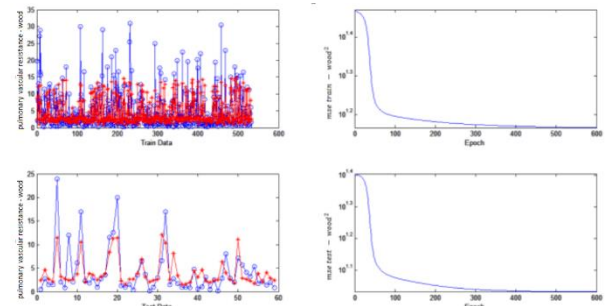 35
30
25
20
15
10
5
0
0 100 200 300 400 500 600
Train Data
pulmonary vascular resistance - wood
10^1.4
10^1.3
10^1.2
0 100 200 300 400 500 600
Epoch
mse train - wood^2
25
20
15
10
5
0
0 10 20 30 40 50 60
Test Data
pulmonary vascular resistance - wood
10^1.4
10^1.3
10^1.2
10^1.1
0 100 200 300 400 500 600
mse test - wood^2